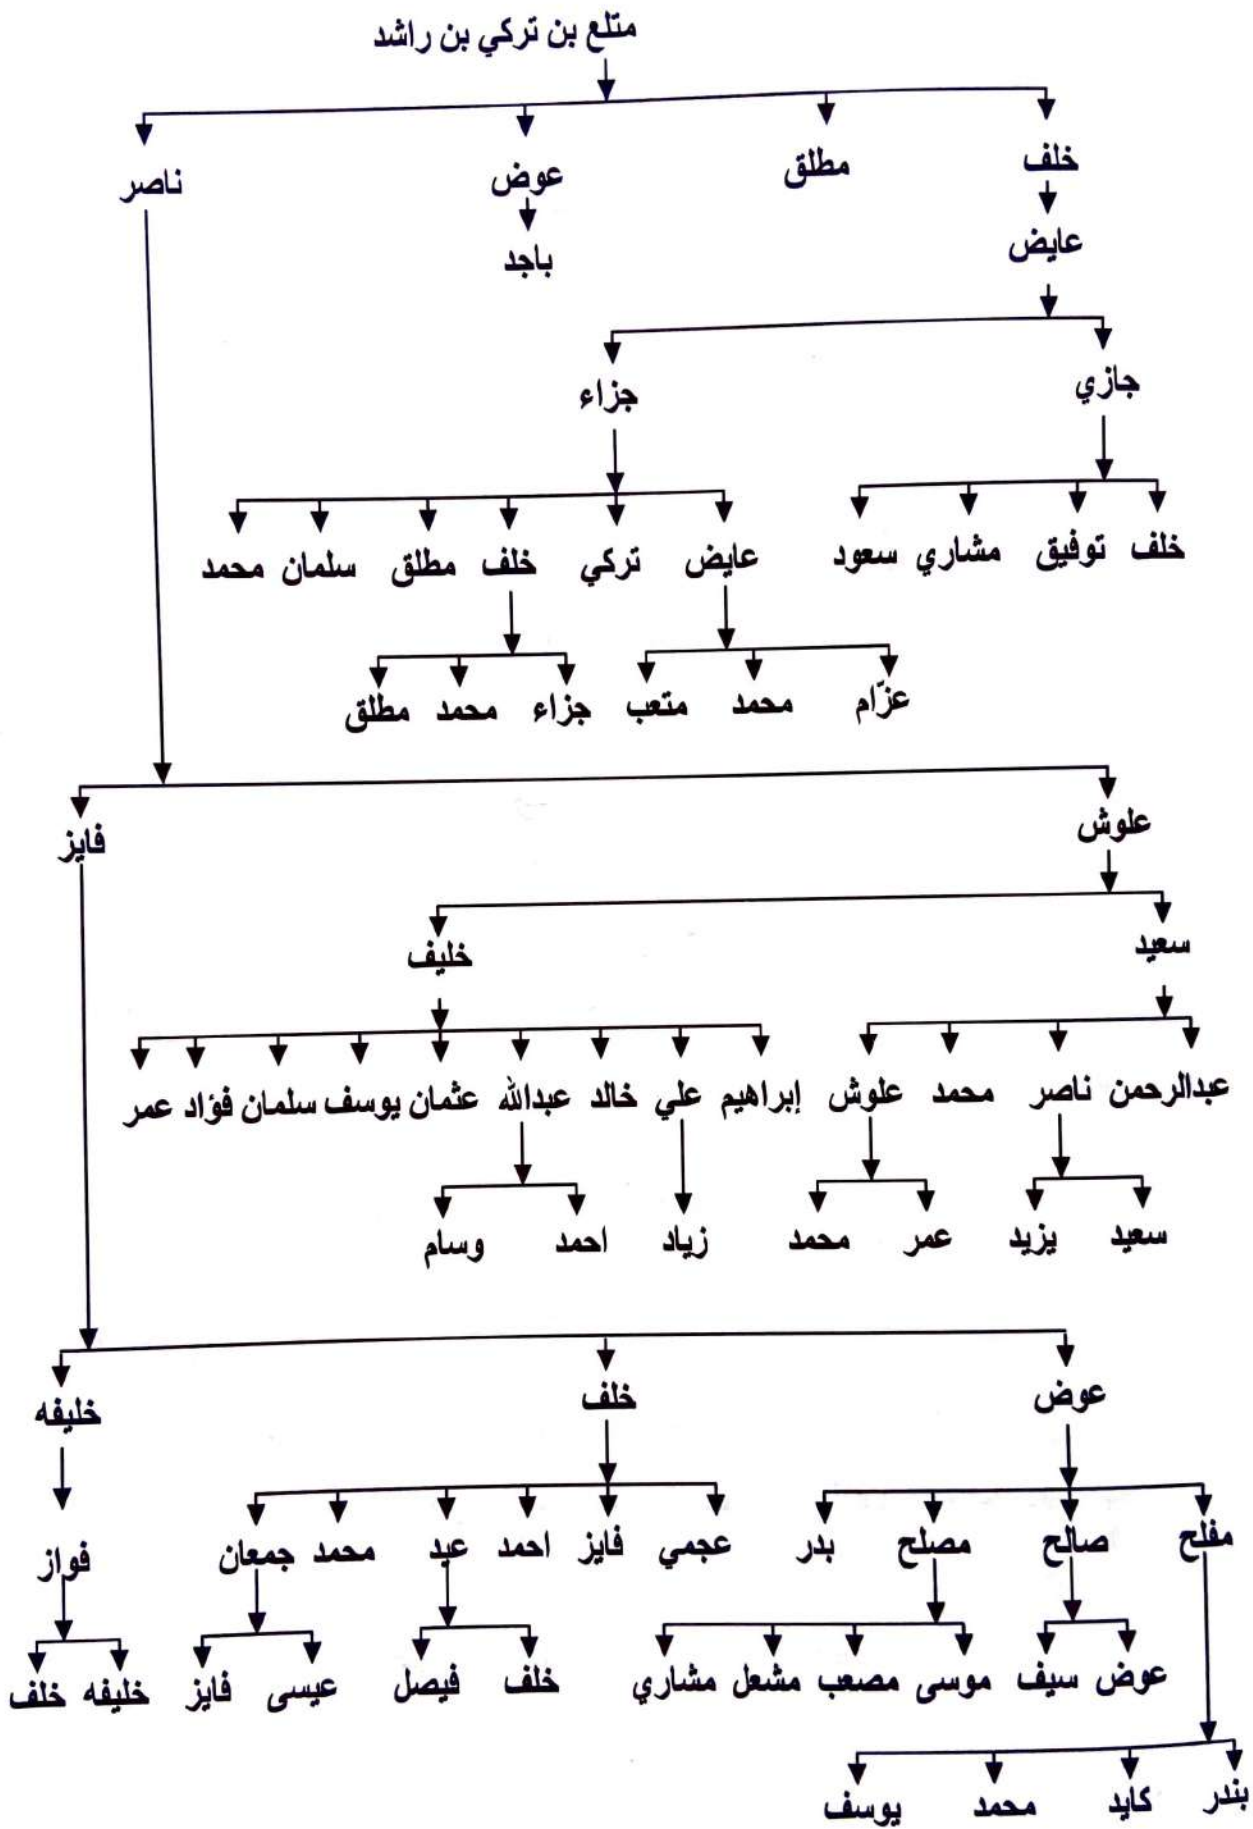 متلع بن تركي بن راشد
خلف مطلق عوض ناصر
عايض باجد
جازي جزاء
خلف توفيق مشاري سعود عايض تركي خلف مطلق سلمان محمد
عزّام محمد متعب جزاء محمد مطلق
علوش فايز
سعيد خليف
عبدالرحمن ناصر محمد علوش إبراهيم علي خالد عبدالله عثمان يوسف سلمان فؤاد عمر
سعيد يزيد عمر محمد زياد احمد وسام
عوض خلف خليفه
مفلح صالح مصلح بدر عجمي فايز احمد عيد محمد جمعان فواز
عوض سيف موسى مصعب مشعل مشاري خلف فيصل عيسى فايز خليفه خلف
بندر كايد محمد يوسف